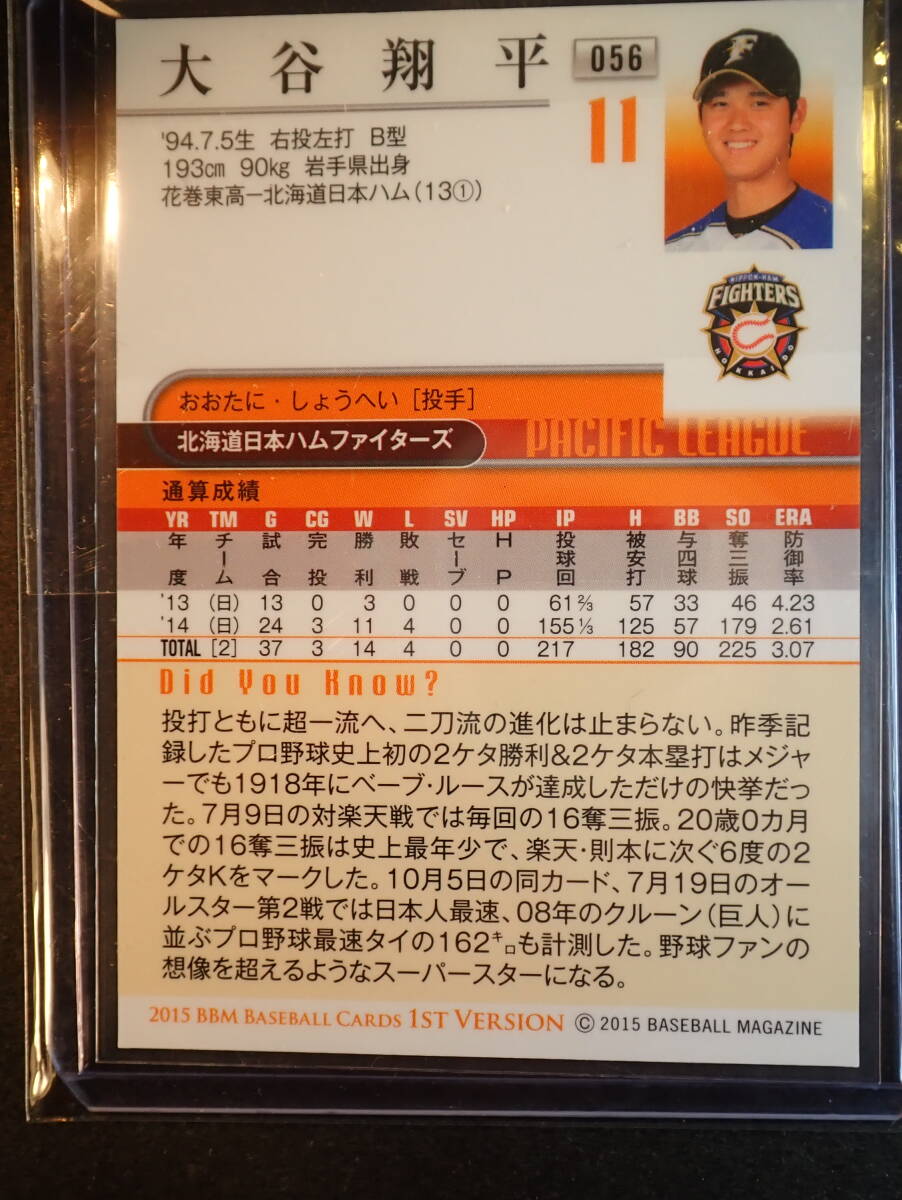 大谷翔平 056
11
'94.7.5生 右投左打 B型
193cm 90kg 岩手県出身
花巻東高ー北海道日本ハム(13①)
F
NIPPON-HAM
FIGHTERS
HOKKAIDO
おおたに・しょうへい [投手]
北海道日本ハムファイターズ PACIFIC LEAGUE
通算成績
YR TM G CG W L SV HP IP H BB SO ERA
年度 チーム 試合 完投 勝利 敗戦 セーブ HP 投球回 被安打 与四球 奪三振 防御率
'13 (日) 13 0 3 0 0 0 61 ⅔ 57 33 46 4.23
'14 (日) 24 3 11 4 0 0 155 ⅓ 125 57 179 2.61
TOTAL [2] 37 3 14 4 0 0 217 182 90 225 3.07
Did You Know?
投打ともに超一流へ、二刀流の進化は止まらない。昨季記
録したプロ野球史上初の2ケタ勝利&2ケタ本塁打はメジャ
ーでも1918年にベーブ・ルースが達成しただけの快挙だっ
た。7月9日の対楽天戦では毎回の16奪三振。20歳0カ月
での16奪三振は史上最年少で、楽天・則本に次ぐ6度の2
ケタKをマークした。10月5日の同カード、7月19日のオー
ルスター第2戦では日本人最速、08年のクルーン(巨人)に
並ぶプロ野球最速タイの162㌔も計測した。野球ファンの
想像を超えるようなスーパースターになる。
2015 BBM BASEBALL CARDS 1ST VERSION © 2015 BASEBALL MAGAZINE